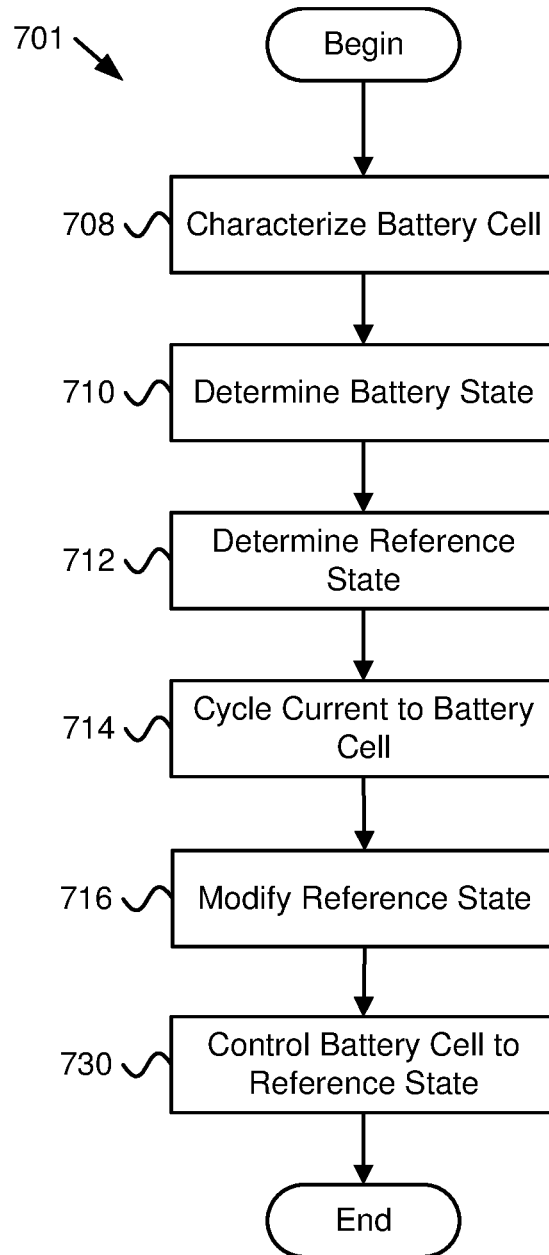 701
Begin
708
Characterize Battery Cell
710
Determine Battery State
712
Determine Reference
State
714
Cycle Current to Battery
Cell
716
Modify Reference State
730
Control Battery Cell to
Reference State
End